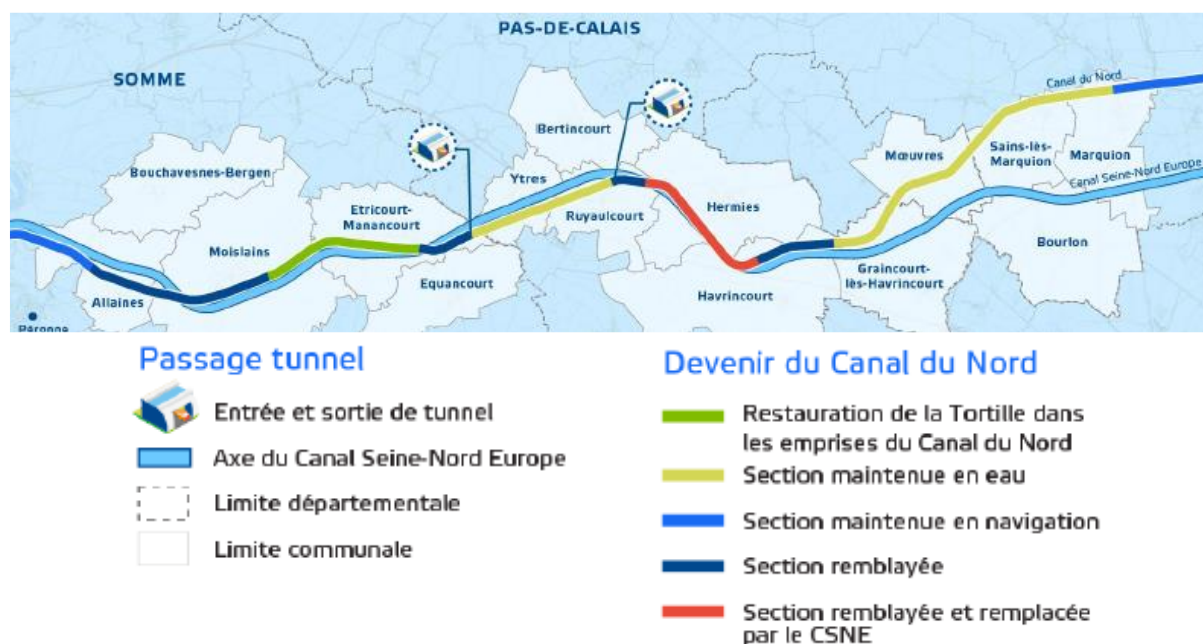 PAS-DE-CALAIS
SOMME
Canal du Nord
Bertincourt
Mœuvres
Sains-lès-
Marquion
Marquion
Bouchavesnes-Bergen
Ytres
Canal Seine-Nord Europe
Etricourt-
Manancourt
Ruyaulcourt
Hermies
Moislains
Bourlon
Equancourt
Graincourt-
lès-Havrincourt
Allaines
Havrincourt
Péronne
Passage tunnel
Entrée et sortie de tunnel
Axe du Canal Seine-Nord Europe
Limite départementale
Limite communale
Devenir du Canal du Nord
Restauration de la Tortille dans
les emprises du Canal du Nord
Section maintenue en eau
Section maintenue en navigation
Section remblayée
Section remblayée et remplacée
par le CSNE